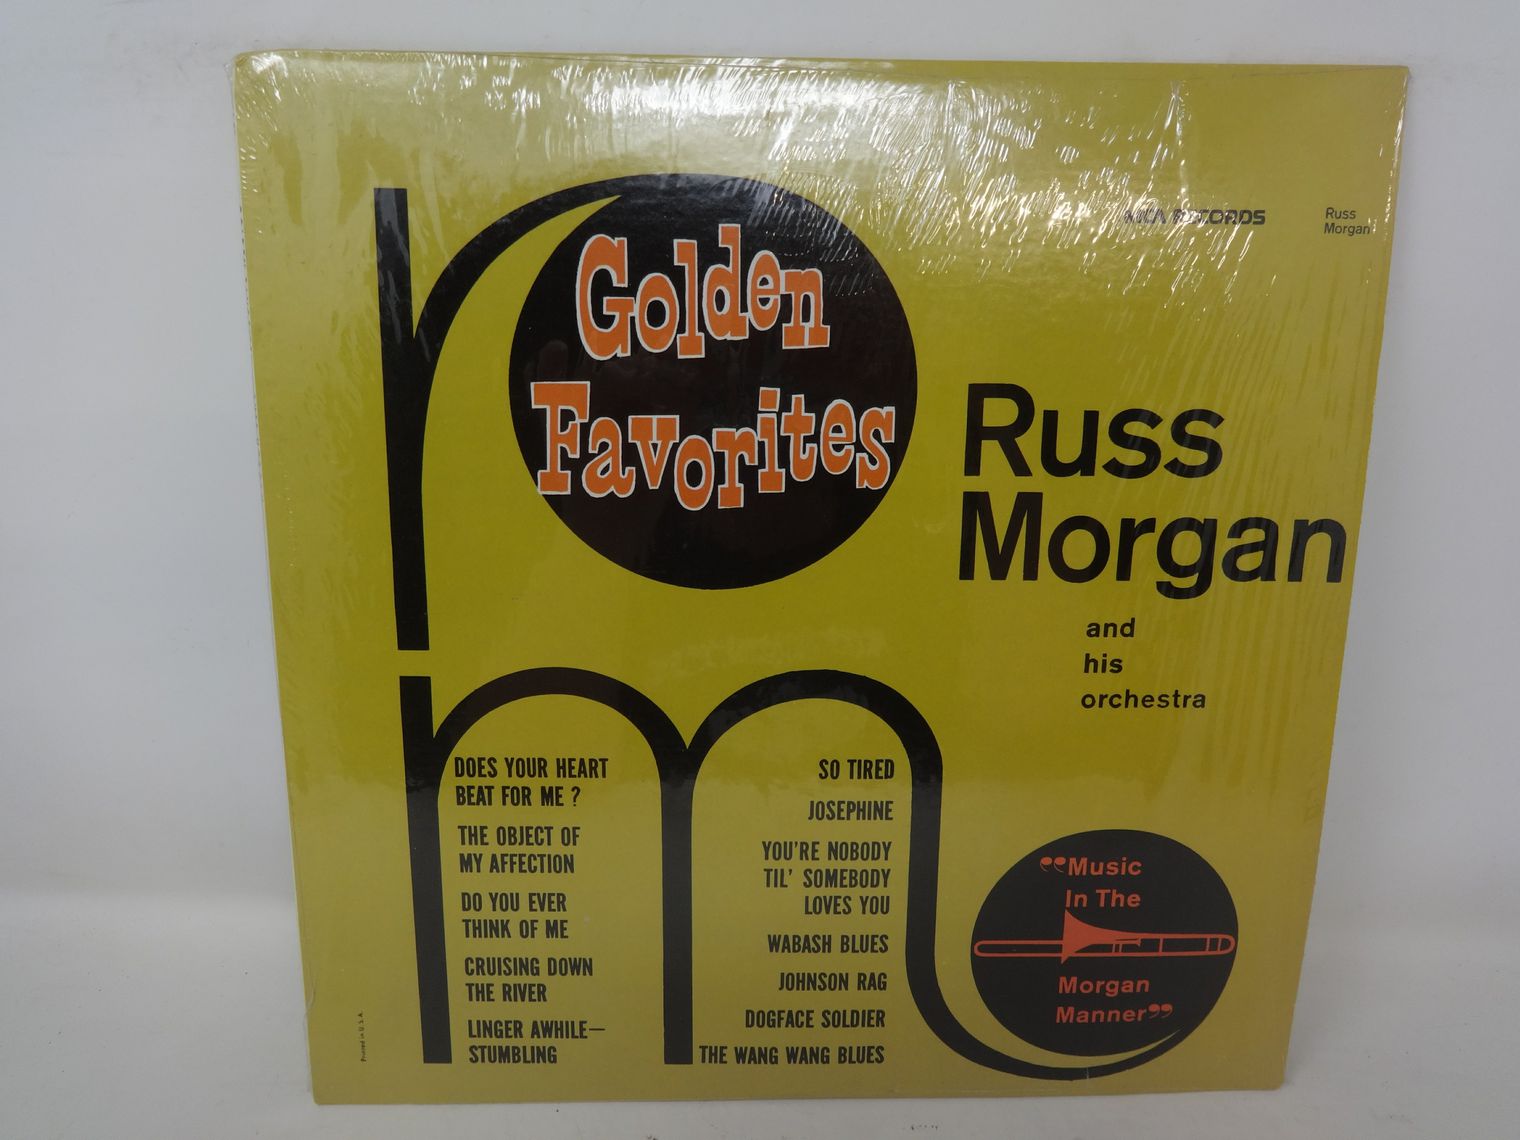 MCA RECORDS
Russ
Morgan
Golden
Favorites
Russ
Morgan
and
his
orchestra
DOES YOUR HEART
BEAT FOR ME ?
THE OBJECT OF
MY AFFECTION
DO YOU EVER
THINK OF ME
CRUISING DOWN
THE RIVER
LINGER AWHILE—
STUMBLING
SO TIRED
JOSEPHINE
YOU'RE NOBODY
TIL' SOMEBODY
LOVES YOU
WABASH BLUES
JOHNSON RAG
DOGFACE SOLDIER
THE WANG WANG BLUES
❞Music
In The
Morgan
Manner❞
Printed in U.S.A.